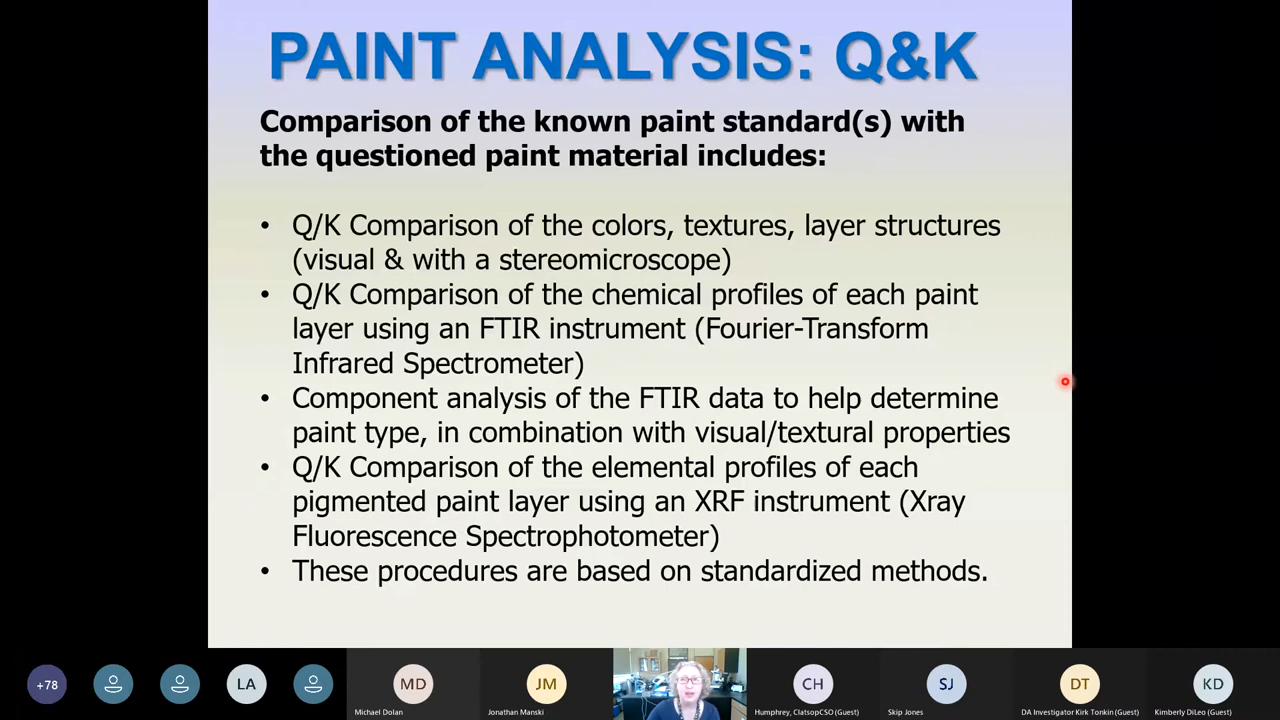 PAINT ANALYSIS: Q&K
Comparison of the known paint standard(s) with
the questioned paint material includes:
• Q/K Comparison of the colors, textures, layer structures
(visual & with a stereomicroscope)
• Q/K Comparison of the chemical profiles of each paint
layer using an FTIR instrument (Fourier-Transform
Infrared Spectrometer)
• Component analysis of the FTIR data to help determine
paint type, in combination with visual/textural properties
• Q/K Comparison of the elemental profiles of each
pigmented paint layer using an XRF instrument (Xray
Fluorescence Spectrophotometer)
• These procedures are based on standardized methods.
+78
LA
MD
JM
CH
SJ
DT
KD
Michael Dolan
Jonathan Manski
Humphrey, ClatsopCSO (Guest)
Skip Jones
DA Investigator Kirk Tonkin (Guest)
Kimberly DiLeo (Guest)